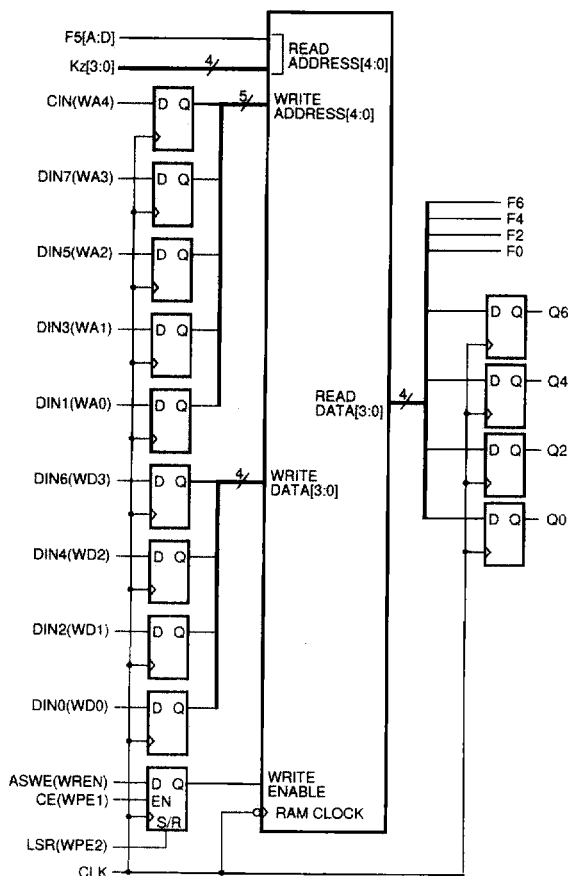 F5[A:D]
Kz[3:0]
4
READ
ADDRESS[4:0]
CIN(WA4)
D Q
5
WRITE
ADDRESS[4:0]
DIN7(WA3)
D Q
DIN5(WA2)
D Q
DIN3(WA1)
D Q
DIN1(WA0)
D Q
DIN6(WD3)
D Q
4
WRITE
DATA[3:0]
DIN4(WD2)
D Q
DIN2(WD1)
D Q
DIN0(WD0)
D Q
ASWE(WREN)
D Q
CE(WPE1)
EN
S/R
LSR(WPE2)
CLK
WRITE
ENABLE
RAM CLOCK
READ
DATA[3:0]
4
F6
F4
F2
F0
D Q
Q6
D Q
Q4
D Q
Q2
D Q
Q0